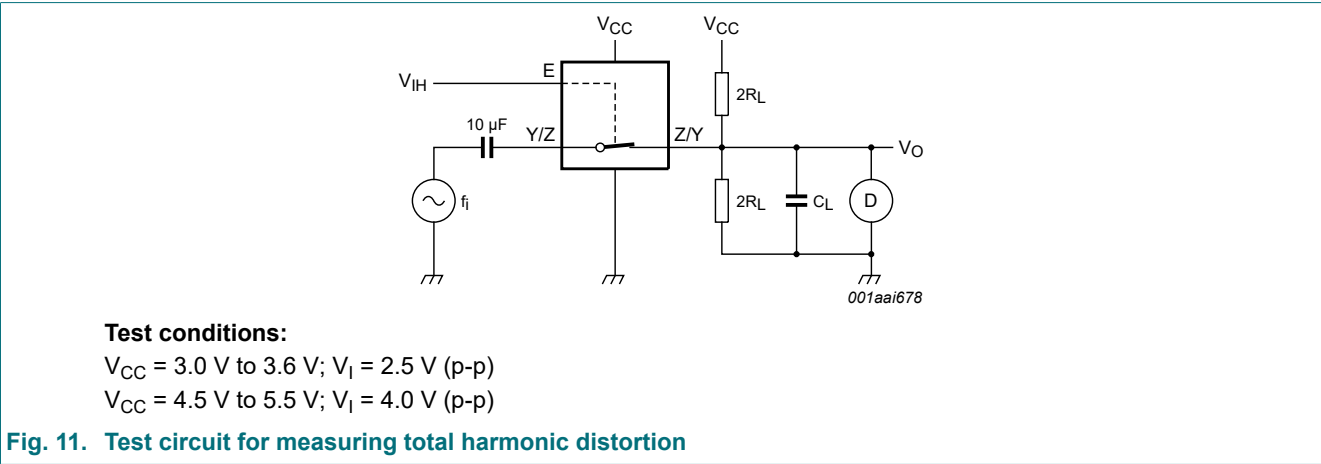 VCC VCC
VIH E 2RL
10 µF Y/Z Z/Y VO
fi 2RL CL D
001aai678
Test conditions:
VCC = 3.0 V to 3.6 V; VI = 2.5 V (p-p)
VCC = 4.5 V to 5.5 V; VI = 4.0 V (p-p)
Fig. 11. Test circuit for measuring total harmonic distortion